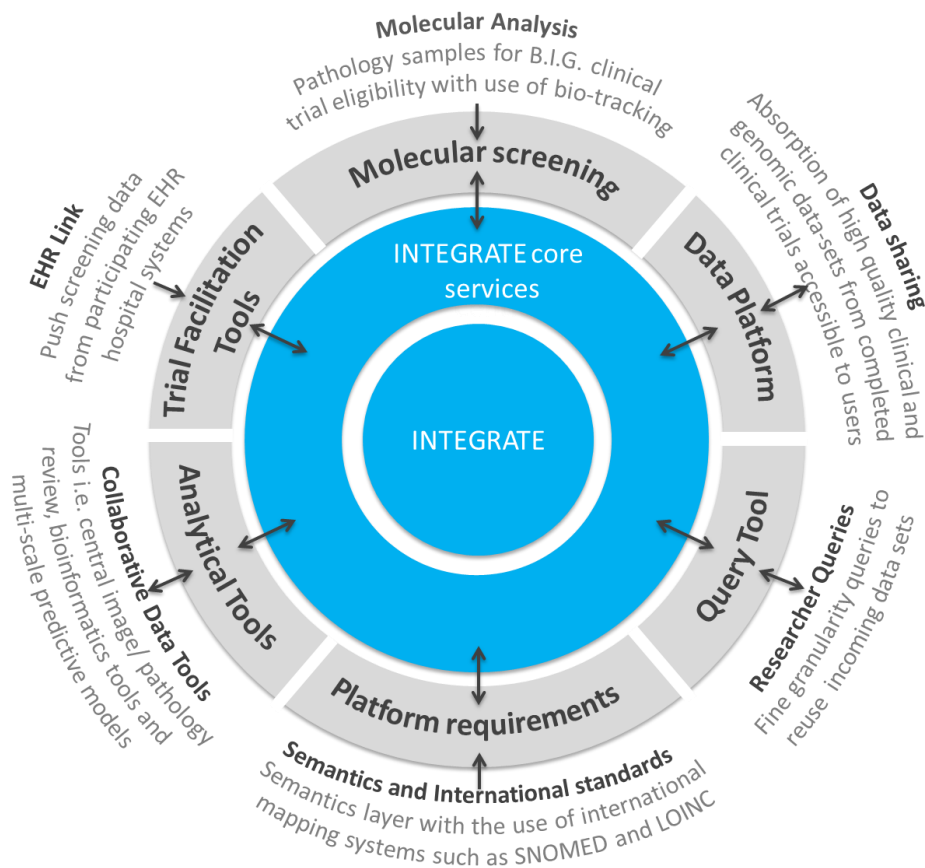 Molecular Analysis
Pathology samples for B.I.G. clinical
trial eligibility with use of bio-tracking
Molecular screening
Data sharing
Absorption of high quality clinical and
genomic data-sets from completed
clinical trials accessible to users
Data Platform
Researcher Queries
Fine granularity queries to
reuse incoming data sets
Query Tool
Platform requirements
Semantics and International standards
Semantics layer with the use of international
mapping systems such as SNOMED and LOINC
Analytical Tools
Collaborative Data Tools
Tools i.e. central image/ pathology
review, bioinformatics tools and
multi-scale predictive models
EHR Link
Push screening data
from participating EHR
hospital systems
Trial Facilitation
Tools
INTEGRATE core
services
INTEGRATE